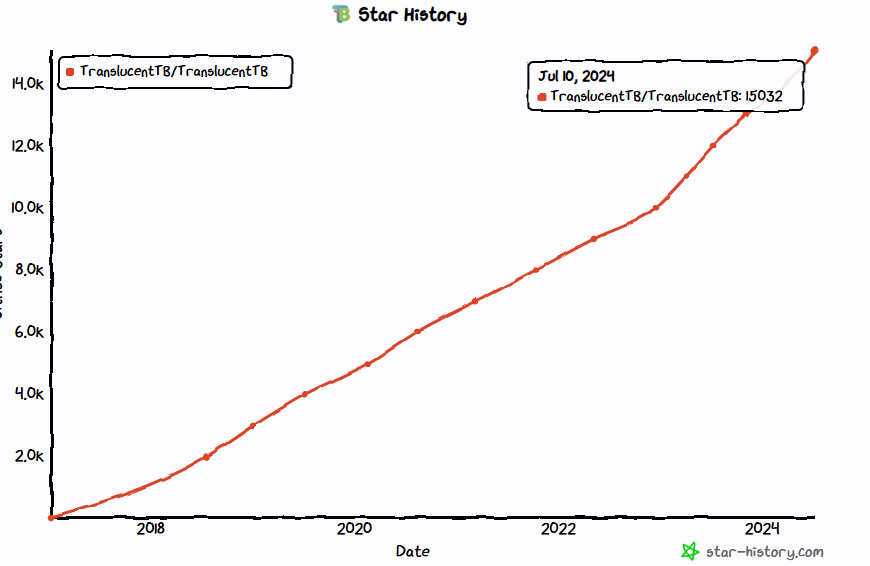 Star History
TranslucentTB/TranslucentTB
Jul 10, 2024
TranslucentTB/TranslucentTB: 15032
14.0k
12.0k
10.0k
8.0k
6.0k
4.0k
2.0k
2018
2020
2022
2024
Date
star-history.com